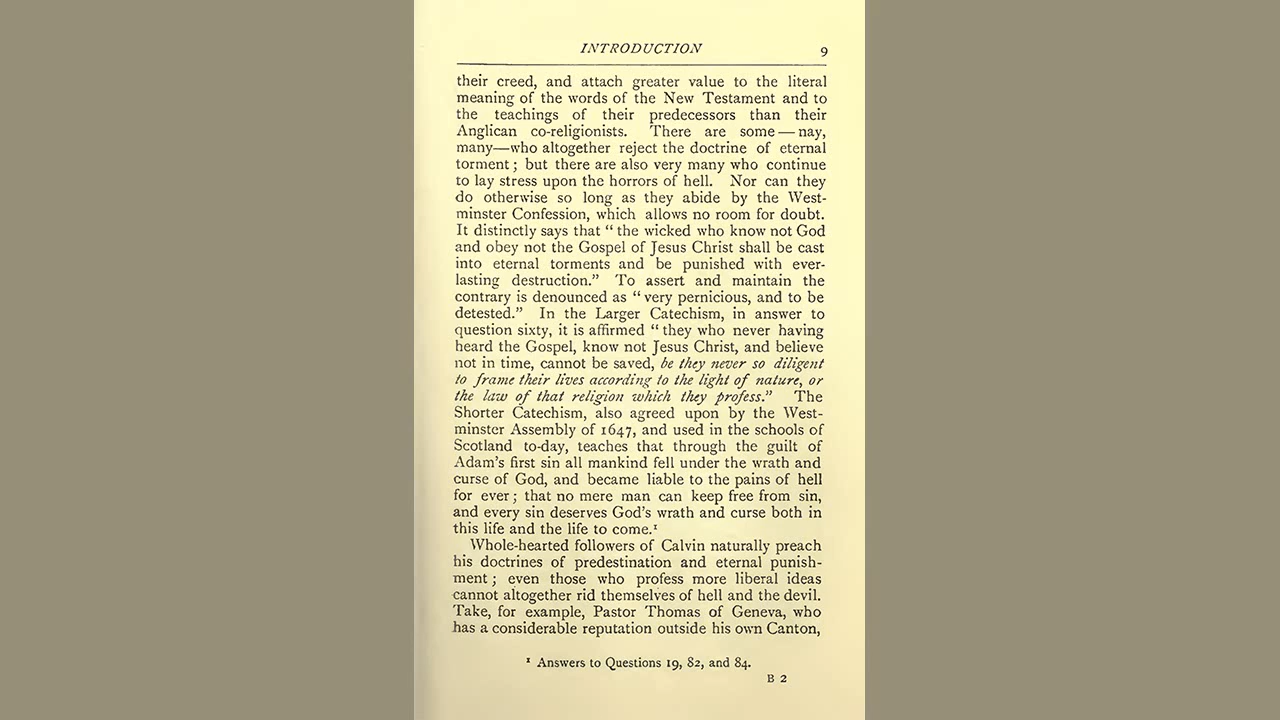 INTRODUCTION 9
their creed, and attach greater value to the literal
meaning of the words of the New Testament and to
the teachings of their predecessors than their
Anglican co-religionists. There are some — nay,
many—who altogether reject the doctrine of eternal
torment ; but there are also very many who continue
to lay stress upon the horrors of hell. Nor can they
do otherwise so long as they abide by the West-
minster Confession, which allows no room for doubt.
It distinctly says that “ the wicked who know not God
and obey not the Gospel of Jesus Christ shall be cast
into eternal torments and be punished with ever-
lasting destruction.” To assert and maintain the
contrary is denounced as “ very pernicious, and to be
detested.” In the Larger Catechism, in answer to
question sixty, it is affirmed “ they who never having
heard the Gospel, know not Jesus Christ, and believe
not in time, cannot be saved, be they never so diligent
to frame their lives according to the light of nature, or
the law of that religion which they profess.” The
Shorter Catechism, also agreed upon by the West-
minster Assembly of 1647, and used in the schools of
Scotland to-day, teaches that through the guilt of
Adam’s first sin all mankind fell under the wrath and
curse of God, and became liable to the pains of hell
for ever ; that no mere man can keep free from sin,
and every sin deserves God’s wrath and curse both in
this life and the life to come.¹
Whole-hearted followers of Calvin naturally preach
his doctrines of predestination and eternal punish-
ment ; even those who profess more liberal ideas
cannot altogether rid themselves of hell and the devil.
Take, for example, Pastor Thomas of Geneva, who
has a considerable reputation outside his own Canton,
¹ Answers to Questions 19, 82, and 84.
B 2